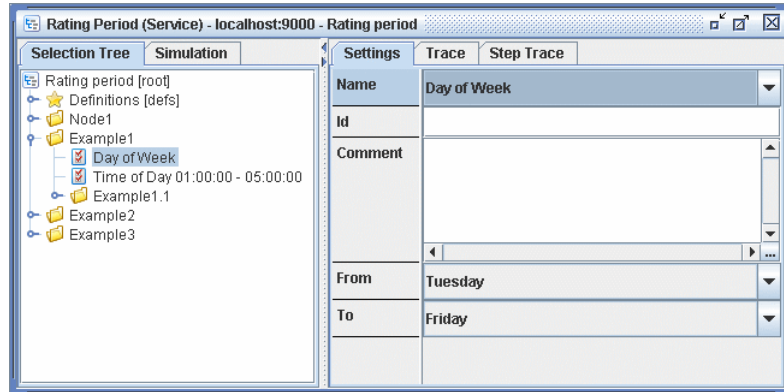 Rating Period (Service) - localhost:9000 - Rating period
Selection Tree Simulation
Rating period [root]
Definitions [defs]
Node1
Example1
Day of Week
Time of Day 01:00:00 - 05:00:00
Example1.1
Example2
Example3
Settings Trace Step Trace
Name Day of Week
Id
Comment
...
From Tuesday
To Friday